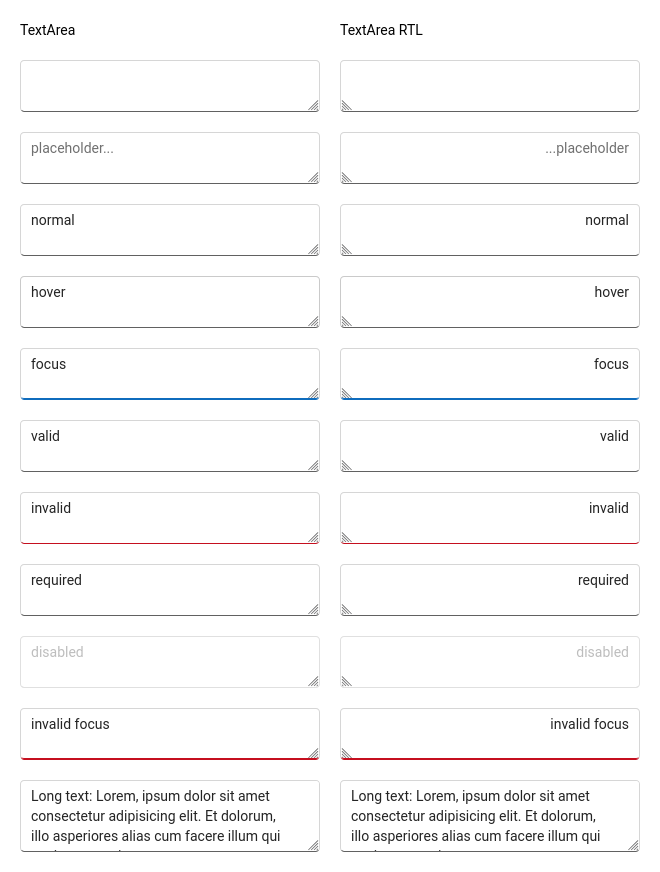 TextArea
TextArea RTL
placeholder...
...placeholder
normal
normal
hover
hover
focus
focus
valid
valid
invalid
invalid
required
required
disabled
disabled
invalid focus
invalid focus
Long text: Lorem, ipsum dolor sit amet
consectetur adipisicing elit. Et dolorum,
illo asperiores alias cum facere illum qui
Long text: Lorem, ipsum dolor sit amet
consectetur adipisicing elit. Et dolorum,
illo asperiores alias cum facere illum qui